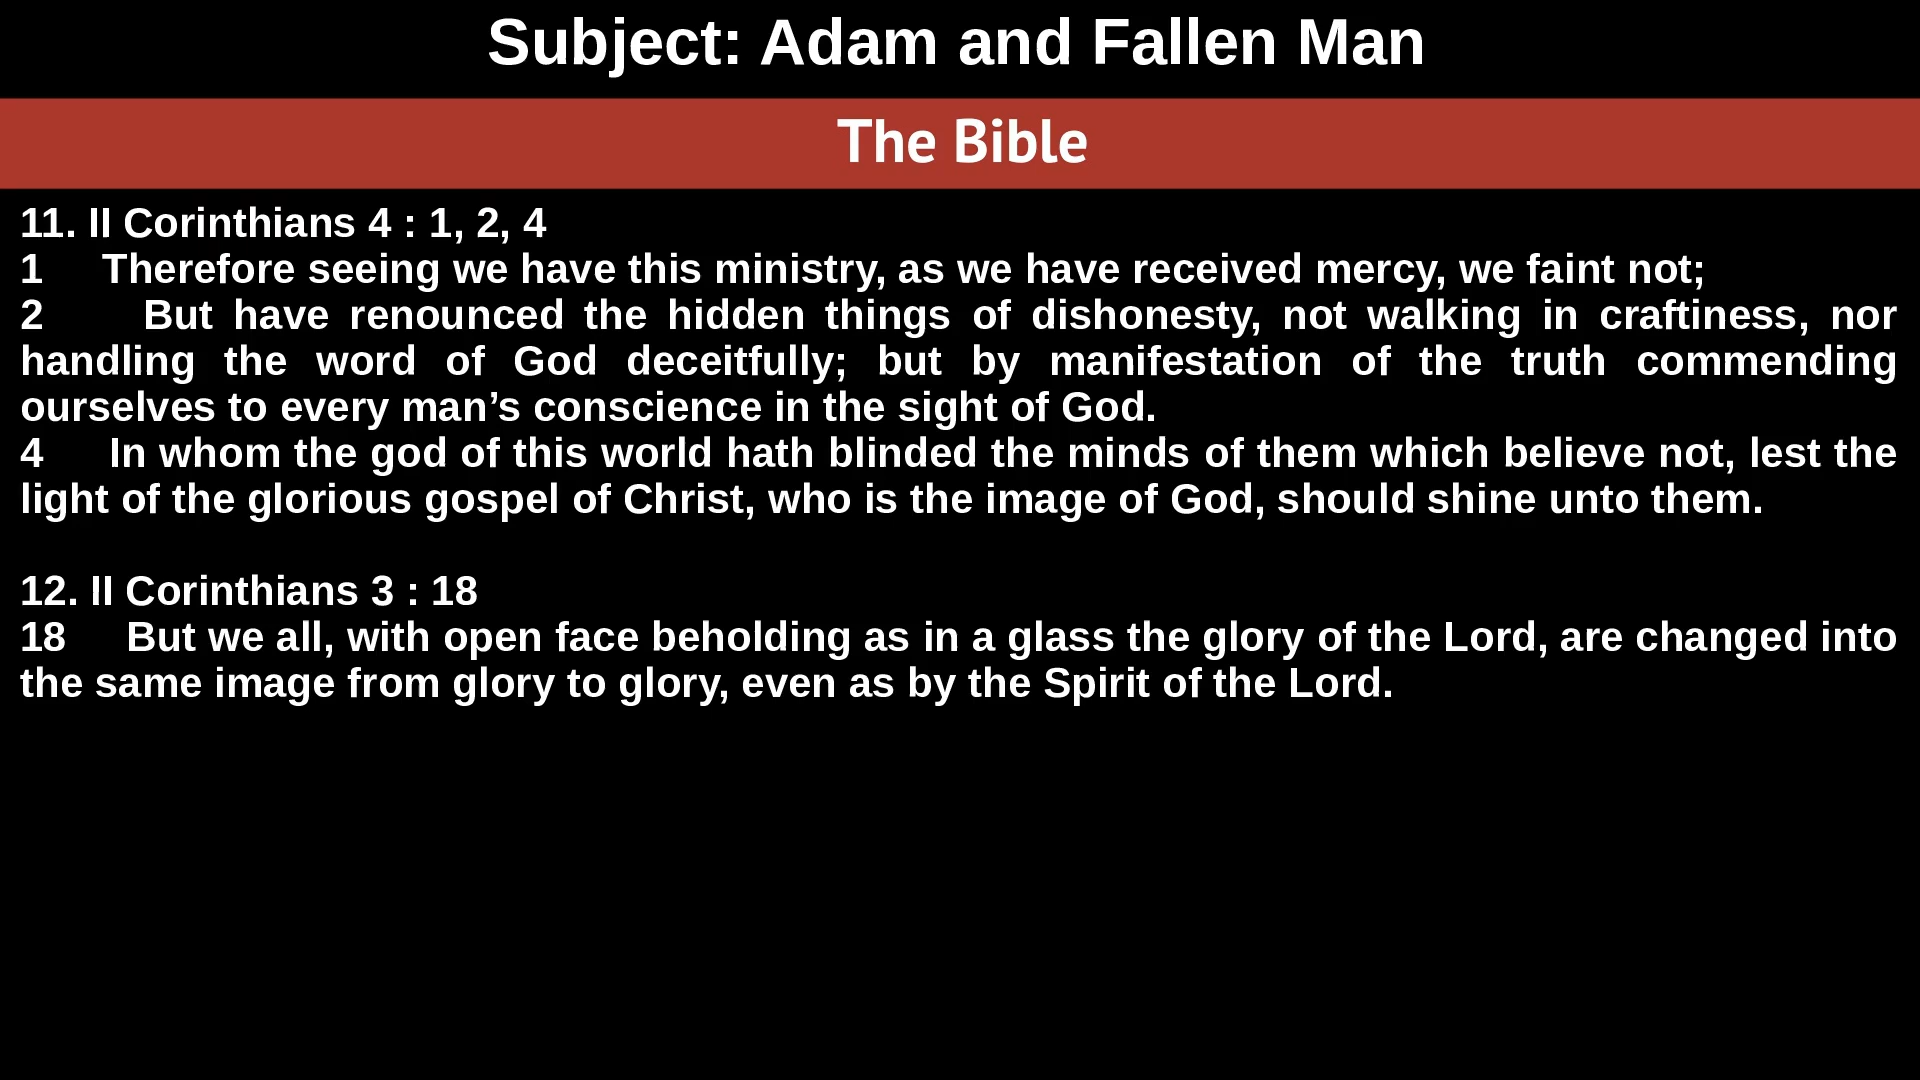 Subject: Adam and Fallen Man
The Bible
11. II Corinthians 4 : 1, 2, 4
1 Therefore seeing we have this ministry, as we have received mercy, we faint not;
2 But have renounced the hidden things of dishonesty, not walking in craftiness, nor
handling the word of God deceitfully; but by manifestation of the truth commending
ourselves to every man’s conscience in the sight of God.
4 In whom the god of this world hath blinded the minds of them which believe not, lest the
light of the glorious gospel of Christ, who is the image of God, should shine unto them.
12. II Corinthians 3 : 18
18 But we all, with open face beholding as in a glass the glory of the Lord, are changed into
the same image from glory to glory, even as by the Spirit of the Lord.